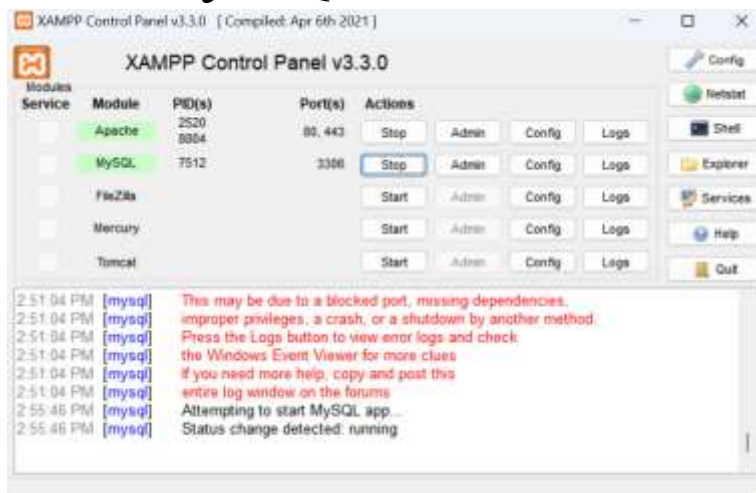 XAMPP Control Panel v3.3.0 [ Compiled: Apr 6th 2021 ]
XAMPP Control Panel v3.3.0
Config
Modules
Service Module PID(s) Port(s) Actions
Netstat
Apache 2520 8804 80, 443 Stop Admin Config Logs
Shell
MySQL 7512 3306 Stop Admin Config Logs
Explorer
FileZilla Start Admin Config Logs
Services
Mercury Start Admin Config Logs
Help
Tomcat Start Admin Config Logs
Quit
2:51:04 PM [mysql] This may be due to a blocked port, missing dependencies,
2:51:04 PM [mysql] improper privileges, a crash, or a shutdown by another method.
2:51:04 PM [mysql] Press the Logs button to view error logs and check
2:51:04 PM [mysql] the Windows Event Viewer for more clues
2:51:04 PM [mysql] If you need more help, copy and post this
2:51:04 PM [mysql] entire log window on the forums
2:55:46 PM [mysql] Attempting to start MySQL app...
2:55:46 PM [mysql] Status change detected: running